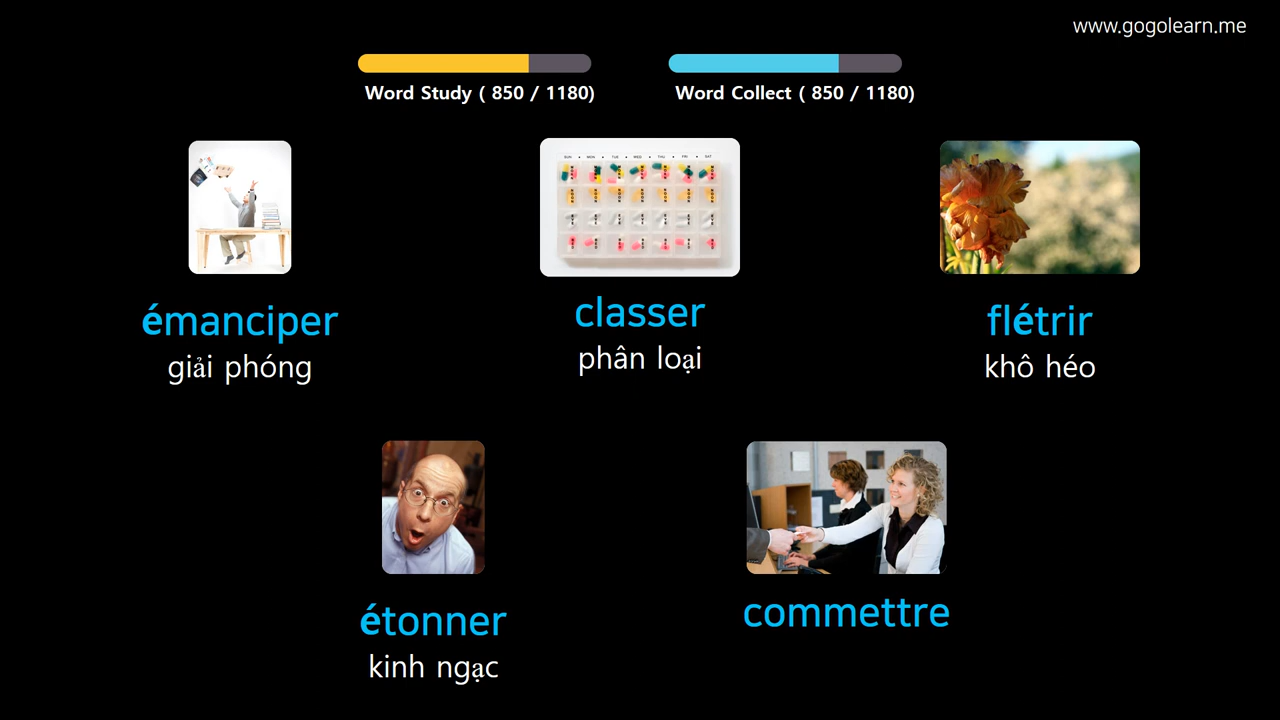 www.gogolearn.me
Word Study ( 850 / 1180)
Word Collect ( 850 / 1180)
émanciper
giải phóng
classer
phân loại
flétrir
khô héo
étonner
kinh ngạc
commettre